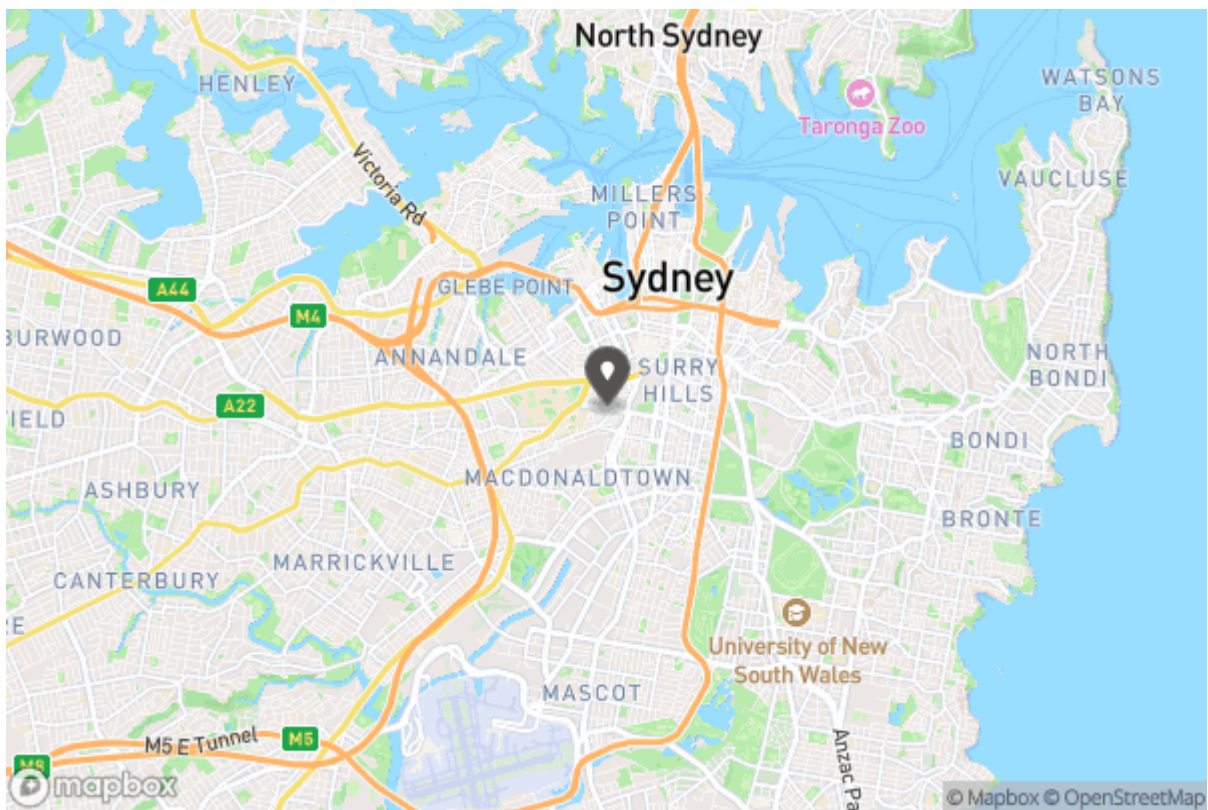 North Sydney
HENLEY
WATSONS
BAY
Taronga Zoo
Victoria Rd
MILLERS
POINT
VAUCLUSE
A44
GLEBE POINT
Sydney
M4
BURWOOD
ANNANDALE
SURRY
HILLS
NORTH
BONDI
A22
FIELD
BONDI
MACDONALDTOWN
ASHBURY
BRONTE
MARRICKVILLE
CANTERBURY
RE
University of New
South Wales
MASCOT
M5 E Tunnel
M5
Anzac Pa
M8
mapbox
© Mapbox © OpenStreetMap